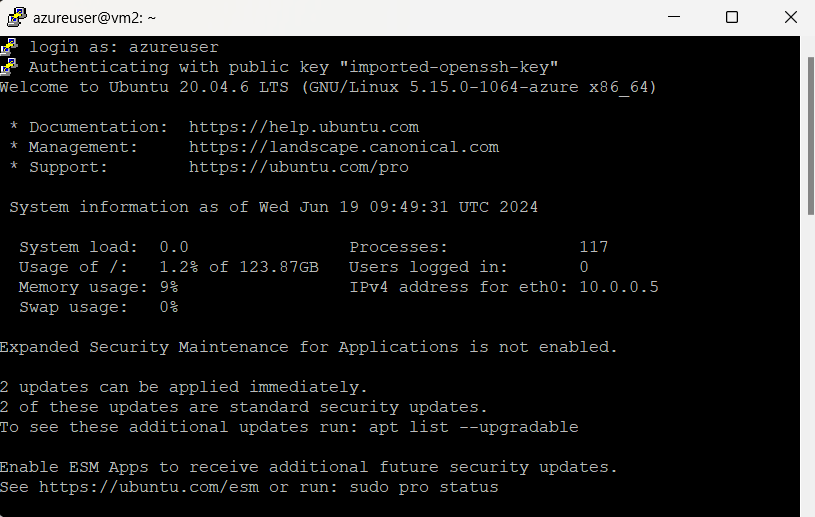 azureuser@vm2: ~
login as: azureuser
Authenticating with public key "imported-openssh-key"
Welcome to Ubuntu 20.04.6 LTS (GNU/Linux 5.15.0-1064-azure x86_64)
* Documentation: https://help.ubuntu.com
* Management: https://landscape.canonical.com
* Support: https://ubuntu.com/pro
System information as of Wed Jun 19 09:49:31 UTC 2024
System load: 0.0 Processes: 117
Usage of /: 1.2% of 123.87GB Users logged in: 0
Memory usage: 9% IPv4 address for eth0: 10.0.0.5
Swap usage: 0%
Expanded Security Maintenance for Applications is not enabled.
2 updates can be applied immediately.
2 of these updates are standard security updates.
To see these additional updates run: apt list --upgradable
Enable ESM Apps to receive additional future security updates.
See https://ubuntu.com/esm or run: sudo pro status